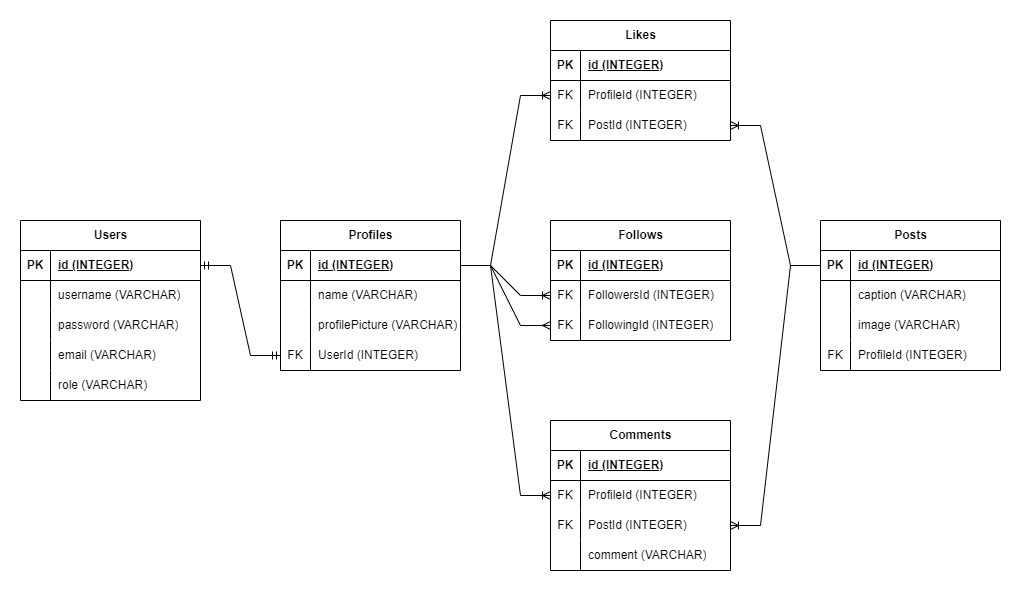 Likes
PK id (INTEGER)
FK ProfileId (INTEGER)
FK PostId (INTEGER)
Users
PK id (INTEGER)
username (VARCHAR)
password (VARCHAR)
email (VARCHAR)
role (VARCHAR)
Profiles
PK id (INTEGER)
name (VARCHAR)
profilePicture (VARCHAR)
FK UserId (INTEGER)
Follows
PK id (INTEGER)
FK FollowersId (INTEGER)
FK FollowingId (INTEGER)
Posts
PK id (INTEGER)
caption (VARCHAR)
image (VARCHAR)
FK ProfileId (INTEGER)
Comments
PK id (INTEGER)
FK ProfileId (INTEGER)
FK PostId (INTEGER)
comment (VARCHAR)